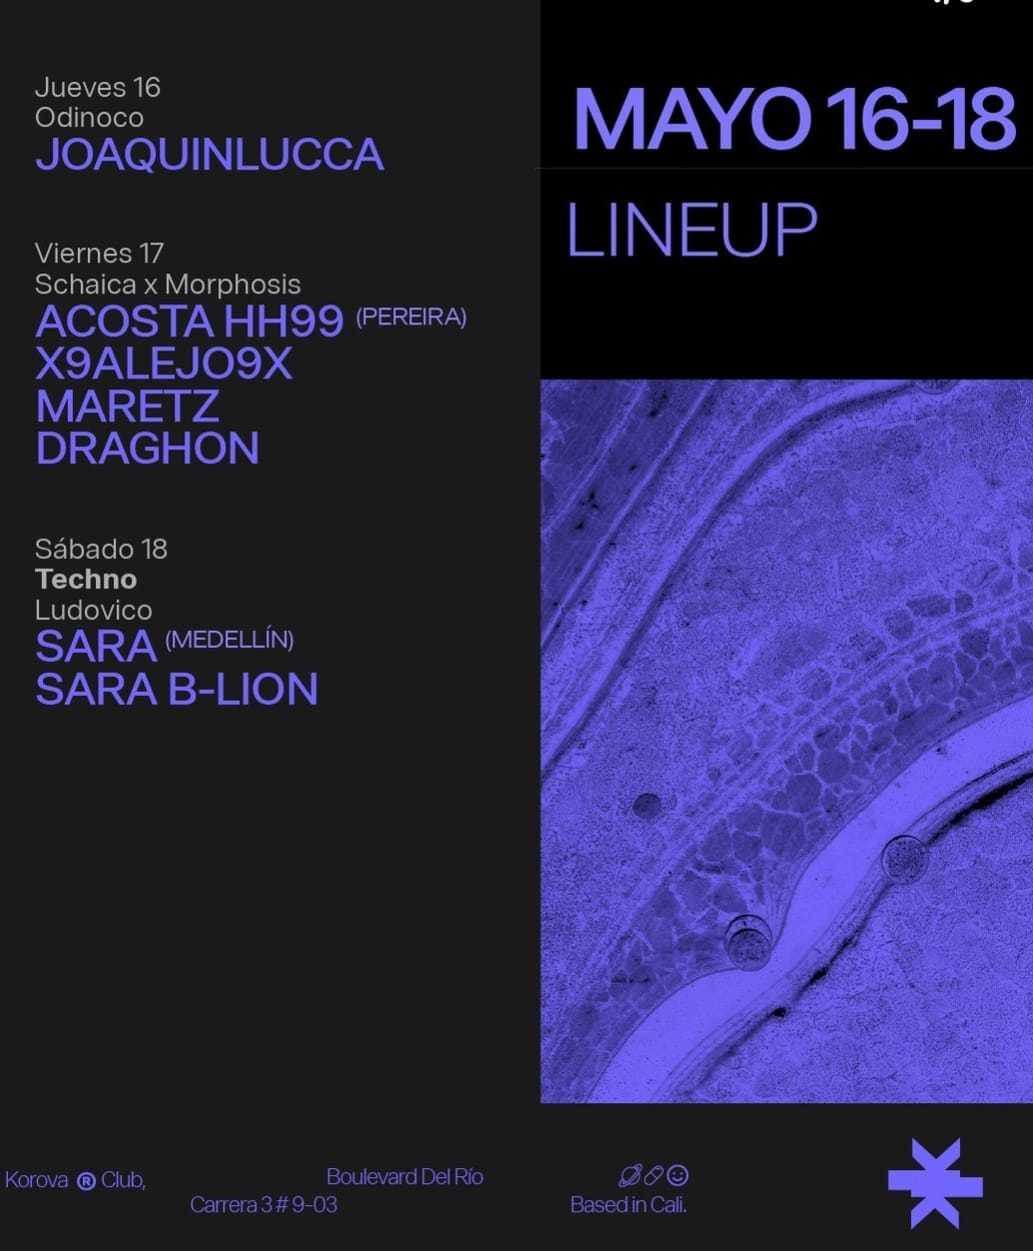 Jueves 16
Odinoco
JOAQUINLUCCA
Viernes 17
Schaica x Morphosis
ACOSTA HH99 (PEREIRA)
X9ALEJO9X
MARETZ
DRAGHON
Sábado 18
Techno
Ludovico
SARA (MEDELLÍN)
SARA B-LION
MAYO 16-18
LINEUP
Korova ® Club,
Boulevard Del Río
Carrera 3 # 9-03
Based in Cali.